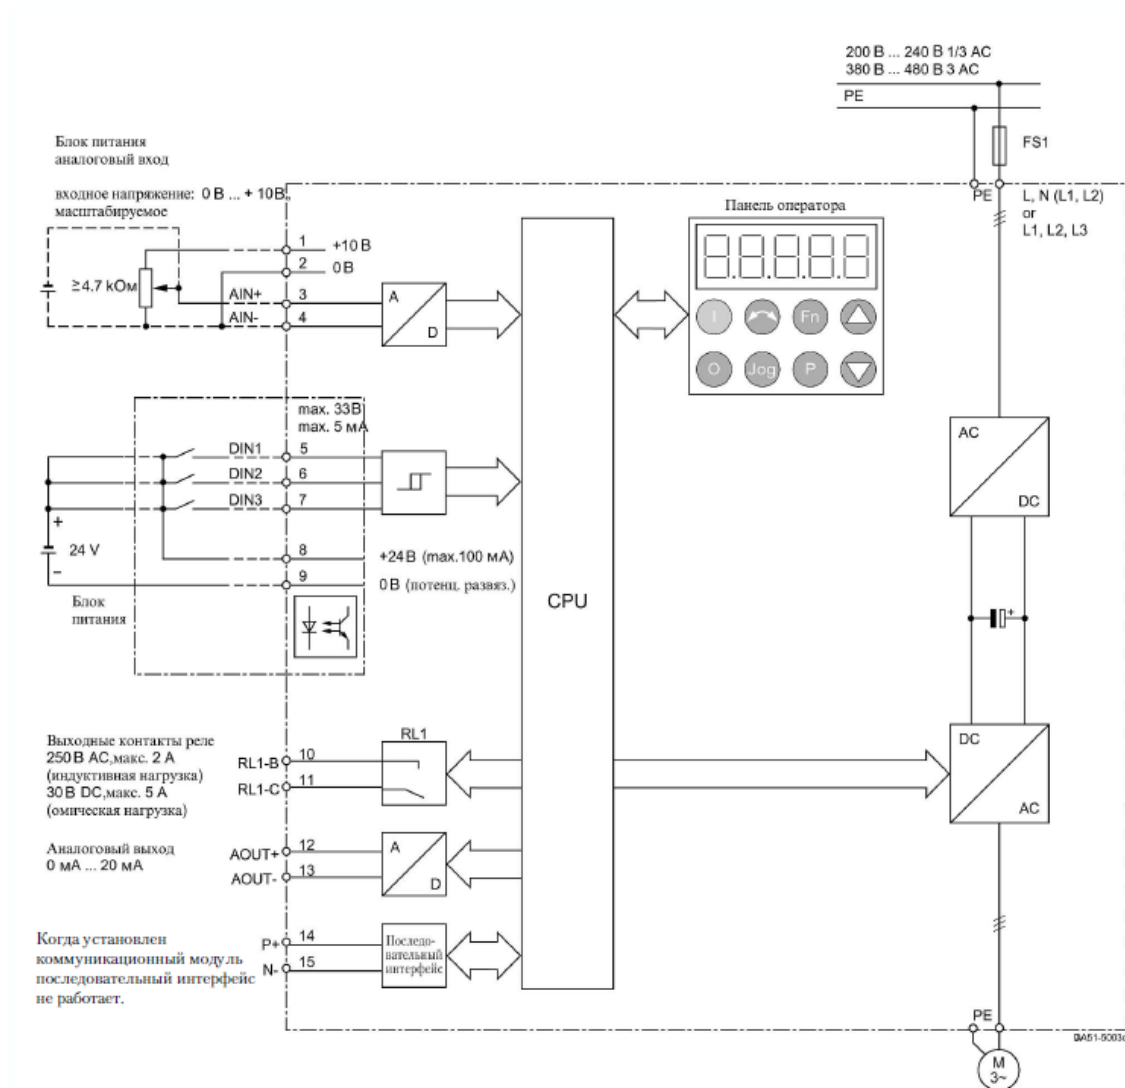 200 В ... 240 В 1/3 AC
380 В ... 480 В 3 AC
PE
FS1
Блок питания
аналоговый вход
входное напряжение: 0 В ... + 10 В,
масштабируемое
PE
L, N (L1, L2)
or
L1, L2, L3
Панель оператора
1
+10 В
2
0 В
≥4.7 kОм
AIN+
3
AIN-
4
A
D
I
Fn
O
Jog
P
max. 33В
max. 5 мА
DIN1
5
DIN2
6
DIN3
7
+
24 V
–
8
+24 В (max.100 мА)
9
0 В (потенц. развяз.)
Блок
питания
CPU
AC
DC
+
DC
AC
Выходные контакты реле
250 В AC,макс. 2 А
(индуктивная нагрузка)
30 В DC,макс. 5 А
(омическая нагрузка)
RL1
RL1-B
10
RL1-C
11
Аналоговый выход
0 мА ... 20 мА
AOUT+
12
AOUT-
13
A
D
Когда установлен
коммуникационный модуль
последовательный интерфейс
не работает.
P+
14
N-
15
Последо-
вательный
интерфейс
PE
M
3~